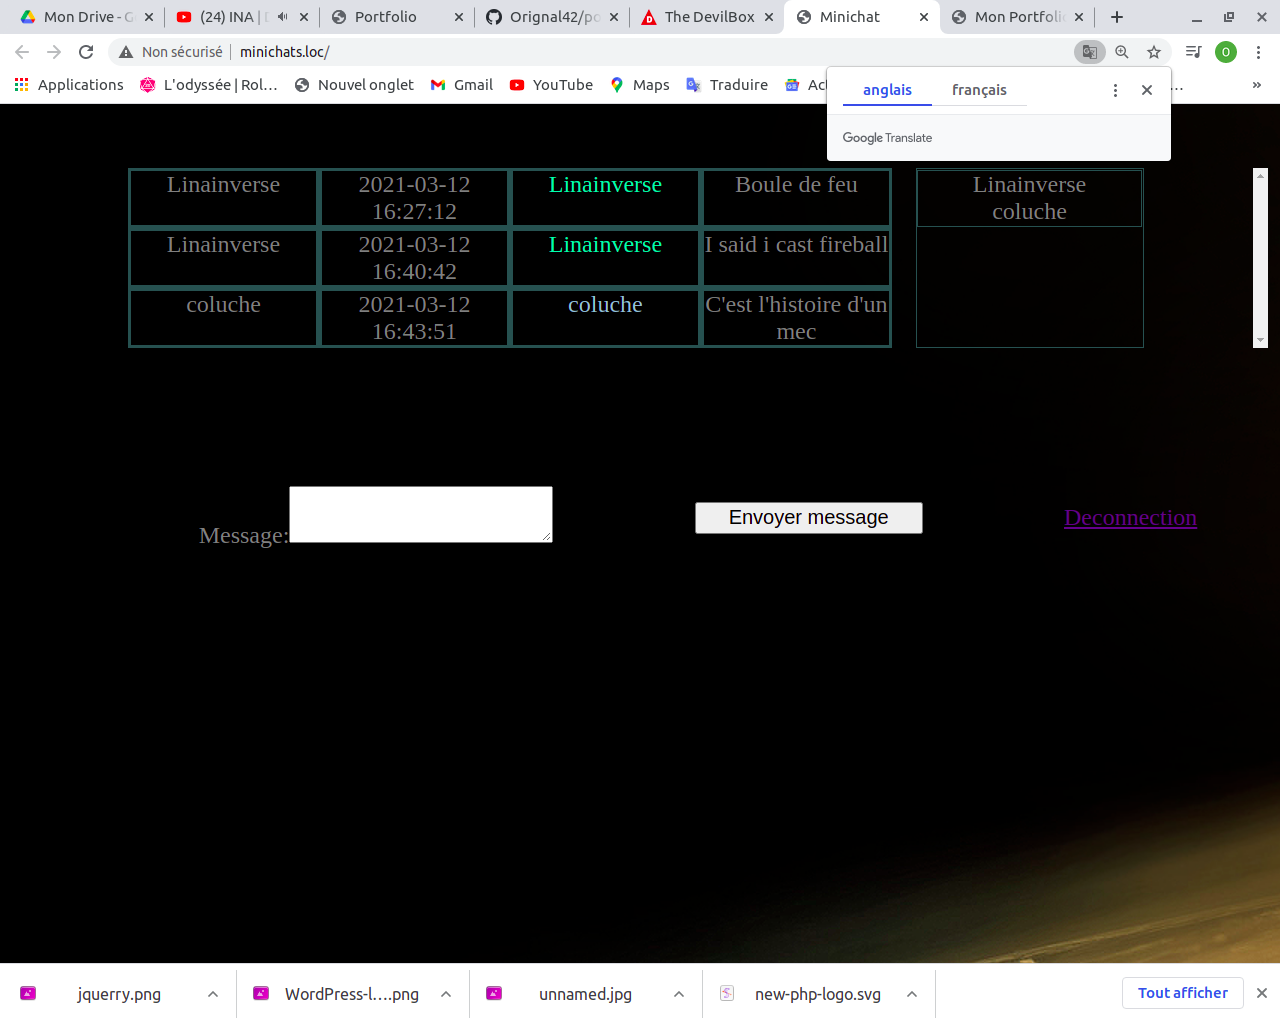 Mon Drive - G
(24) INA |
Portfolio
Orignal42/po
The DevilBox
Minichat
Mon Portfolio
Non sécurisé
minichats.loc/
O
Applications
L'odyssée | Rol…
Nouvel onglet
Gmail
YouTube
Maps
Traduire
Act
…
»
anglais
français
Google Translate
Linainverse
2021-03-12
16:27:12
Linainverse
Boule de feu
Linainverse
2021-03-12
16:40:42
Linainverse
I said i cast fireball
coluche
2021-03-12
16:43:51
coluche
C'est l'histoire d'un
mec
Linainverse
coluche
Message:
Envoyer message
Deconnection
jquerry.png
WordPress-l….png
unnamed.jpg
new-php-logo.svg
Tout afficher